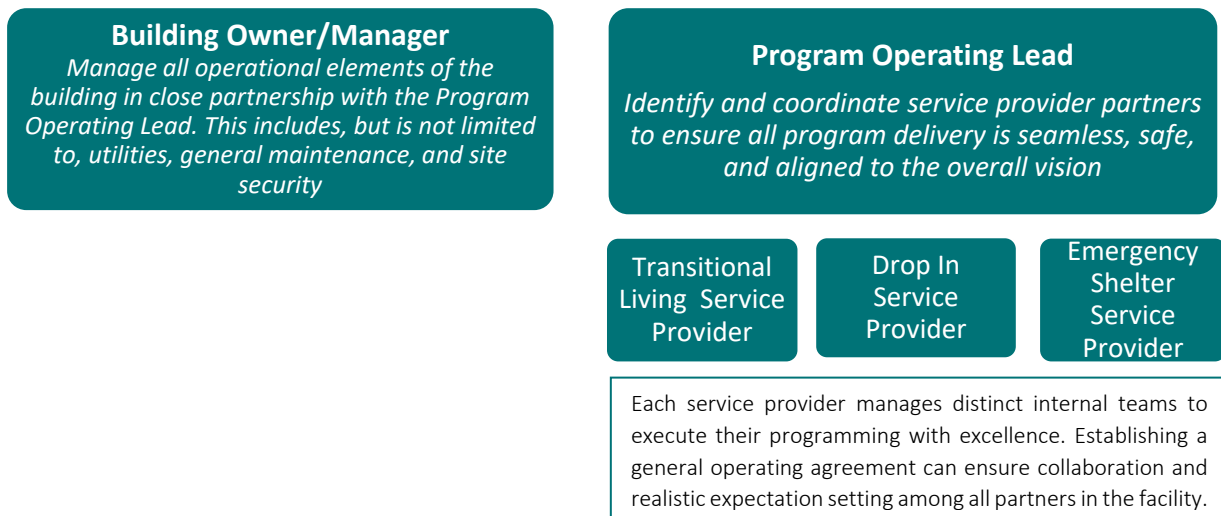 Building Owner/Manager
Manage all operational elements of the
building in close partnership with the Program
Operating Lead. This includes, but is not limited
to, utilities, general maintenance, and site
security
Program Operating Lead
Identify and coordinate service provider partners
to ensure all program delivery is seamless, safe,
and aligned to the overall vision
Transitional
Living Service
Provider
Drop In
Service
Provider
Emergency
Shelter
Service
Provider
Each service provider manages distinct internal teams to
execute their programming with excellence. Establishing a
general operating agreement can ensure collaboration and
realistic expectation setting among all partners in the facility.